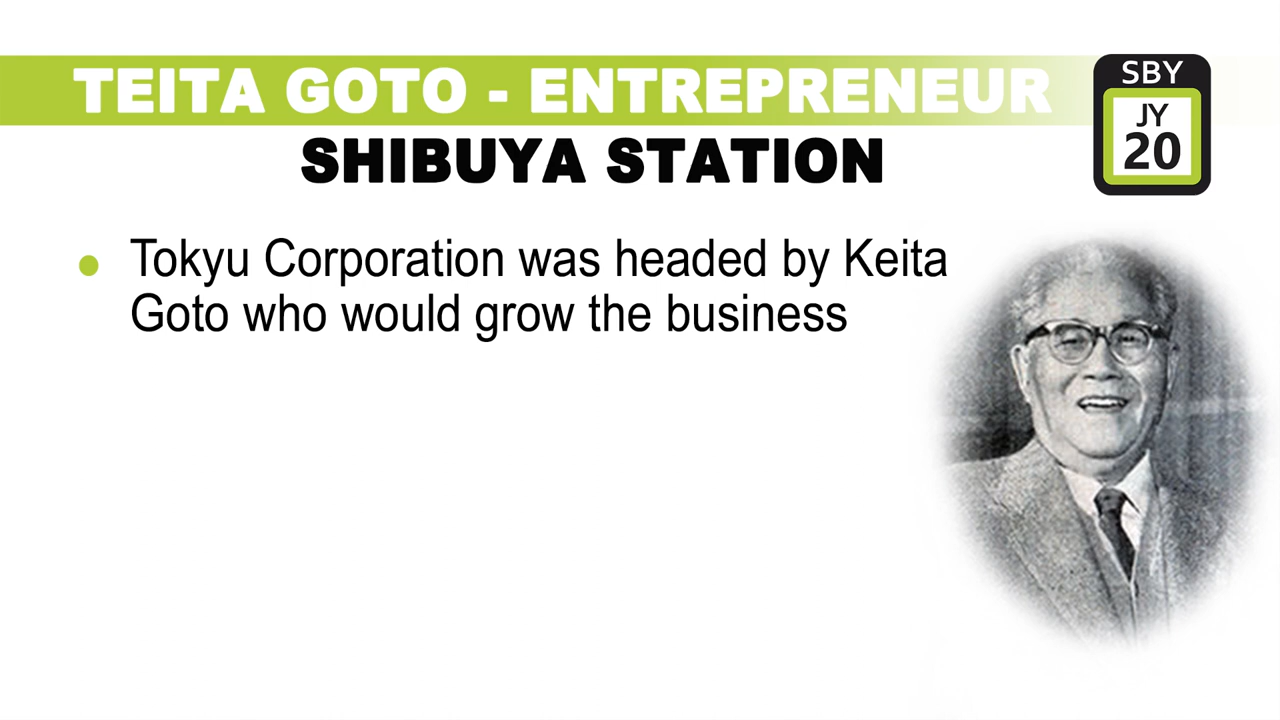 TEITA GOTO - ENTREPRENEUR
SHIBUYA STATION
SBY
JY
20
Tokyu Corporation was headed by Keita
Goto who would grow the business